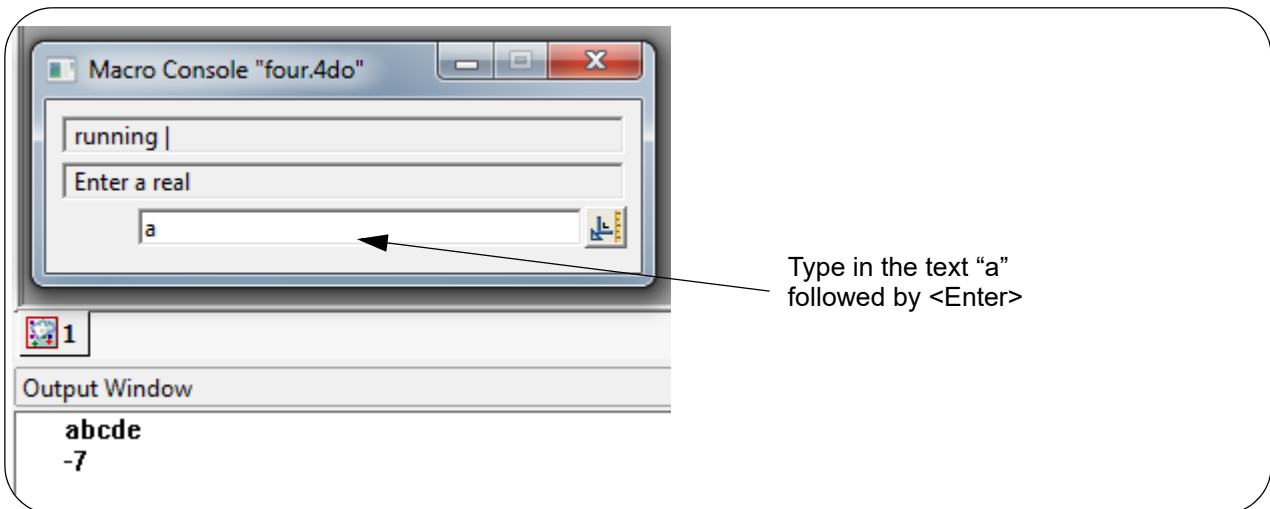 Macro Console "four.4do"
running |
Enter a real
a
Type in the text “a”
followed by <Enter>
1
Output Window
abcde
-7